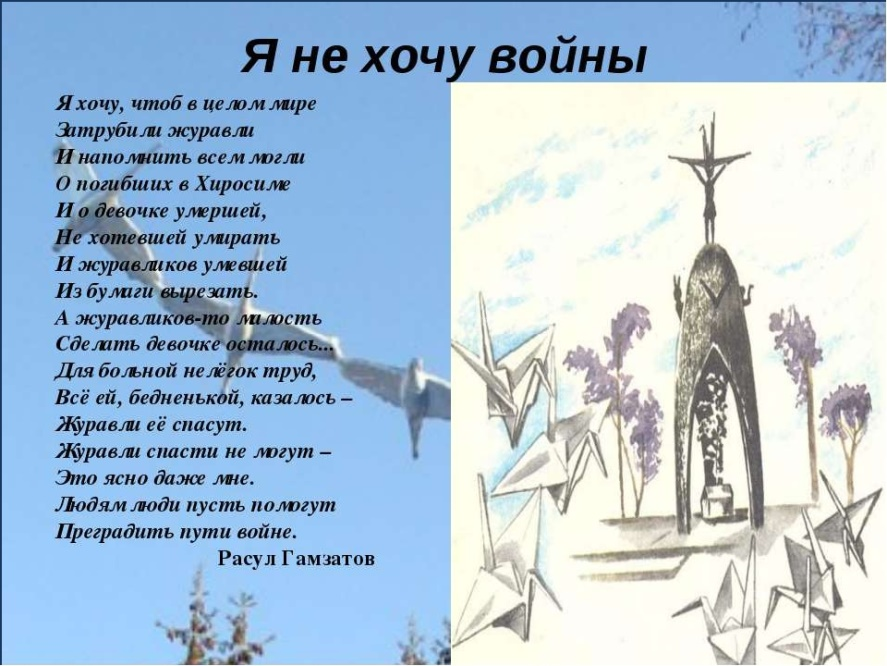 Я не хочу войны
Я хочу, чтоб в целом мире
Затрубили журавли
И напомнить всем могли
О погибших в Хиросиме
И о девочке умершей,
Не хотевшей умирать
И журавликов умевшей
Из бумаги вырезать.
А журавликов-то малость
Сделать девочке осталось...
Для больной нелёгок труд,
Всё ей, бедненькой, казалось –
Журавли её спасут.
Журавли спасти не могут –
Это ясно даже мне.
Людям люди пусть помогут
Преградить пути войне.
Расул Гамзатов